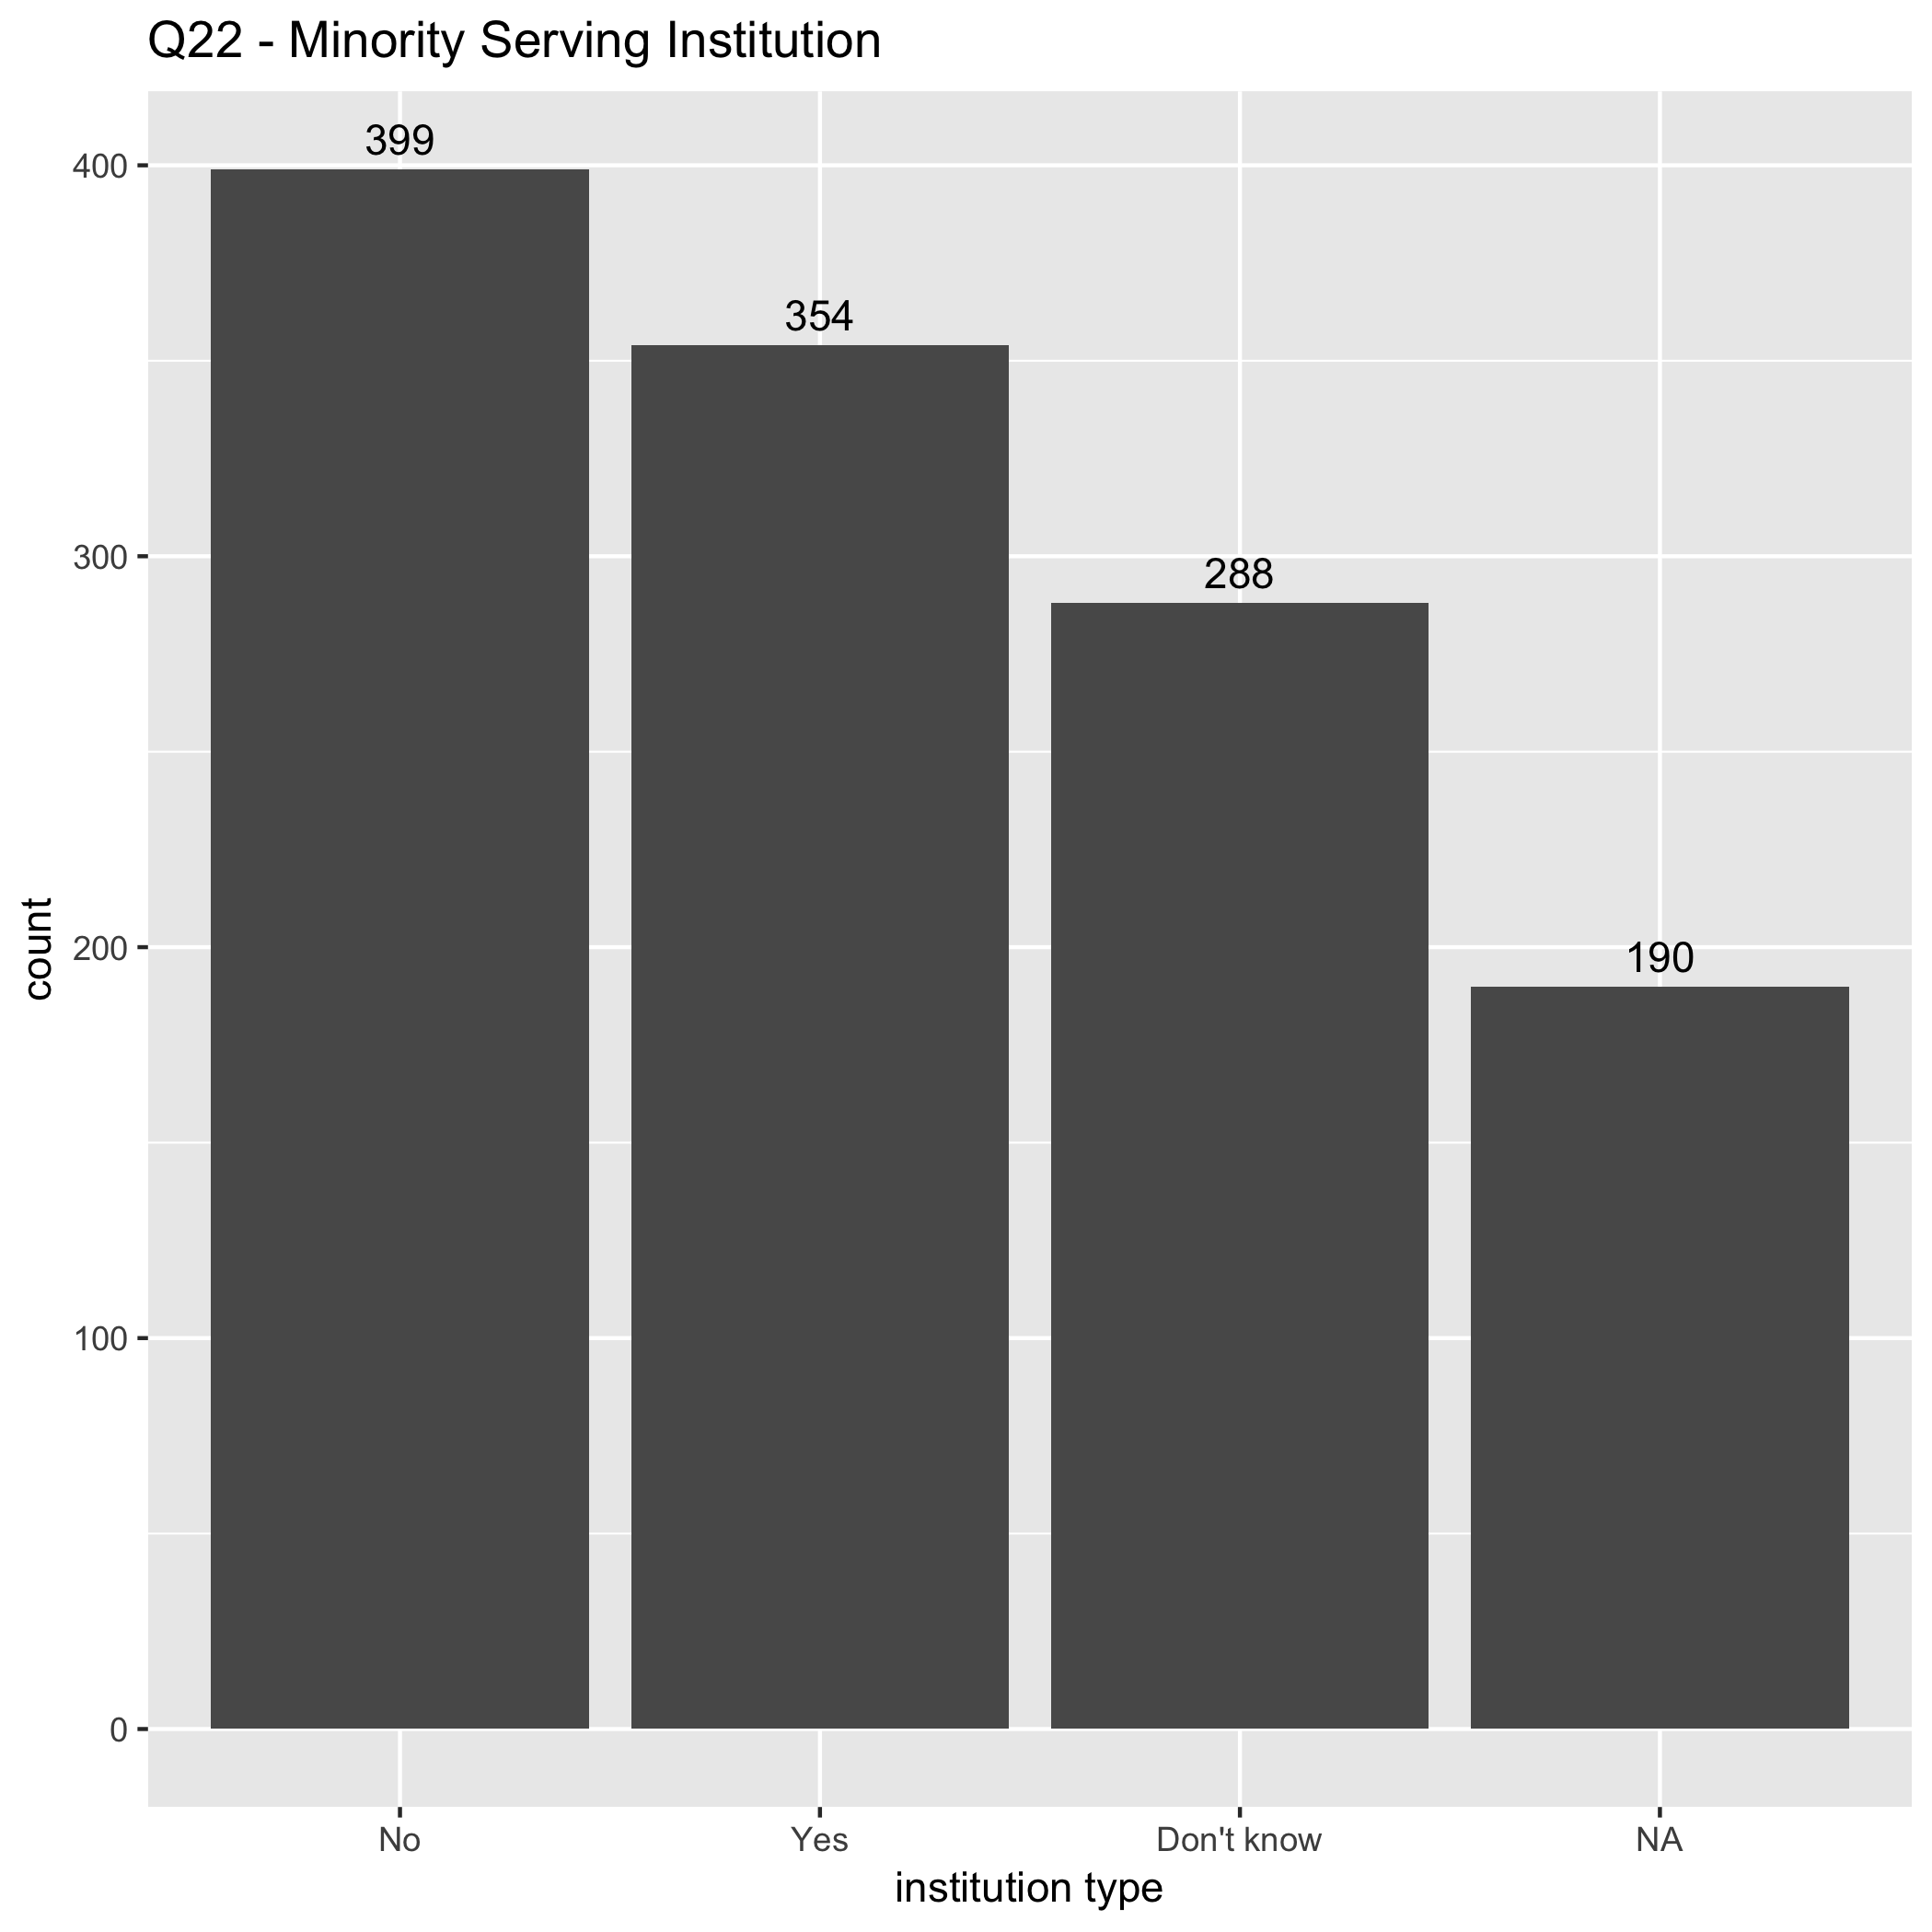 Q22 - Minority Serving Institution
399
354
288
190
400
300
200
100
0
count
No
Yes
Don't know
NA
institution type